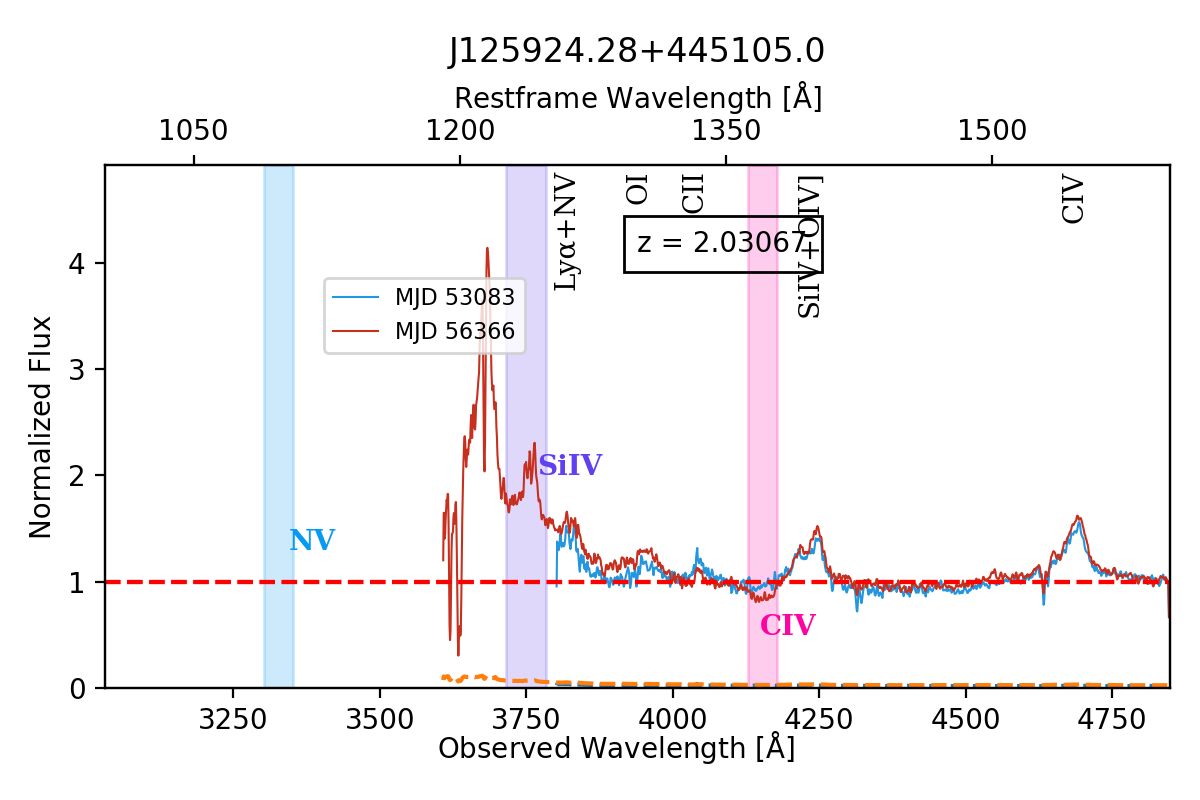 J125924.28+445105.0
Restframe Wavelength [Å]
1050 1200 1350 1500
Lyα+NV
OI
CII
SiIV+OIV]
CIV
z = 2.03067
MJD 53083
MJD 56366
SiIV
NV
CIV
Normalized Flux
4
3
2
1
0
3250 3500 3750 4000 4250 4500 4750
Observed Wavelength [Å]